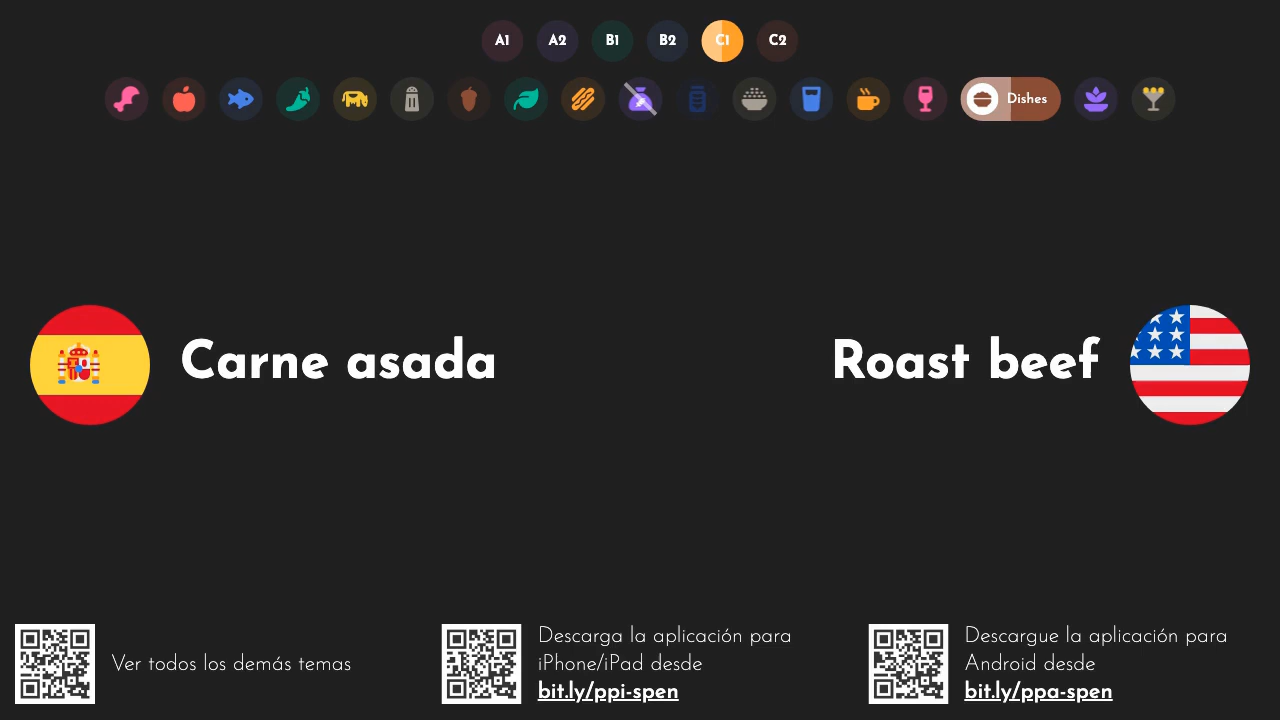 A1 A2 B1 B2 C1 C2
Dishes
Carne asada
Roast beef
Ver todos los demás temas
Descarga la aplicación para
iPhone/iPad desde
bit.ly/ppi-spen
Descargue la aplicación para
Android desde
bit.ly/ppa-spen